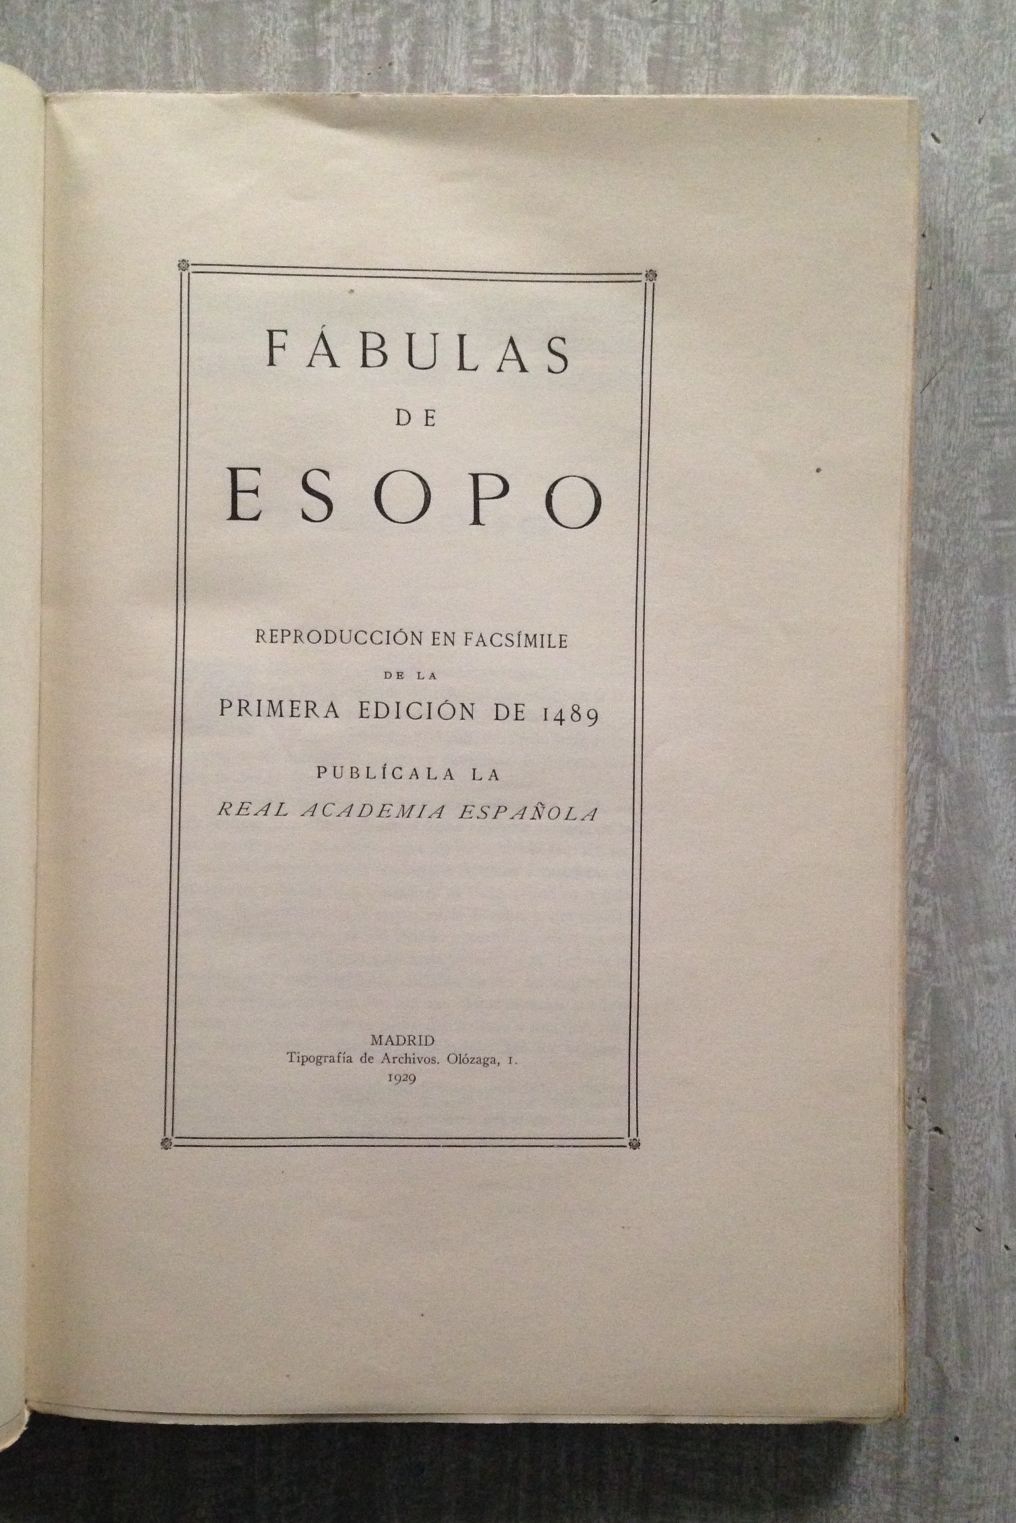 FÁBULAS
DE
ESOPO
REPRODUCCIÓN EN FACSÍMILE
DE LA
PRIMERA EDICIÓN DE 1489
PUBLÍCALA LA
REAL ACADEMIA ESPAÑOLA
MADRID
Tipografía de Archivos. Olózaga, 1.
1929